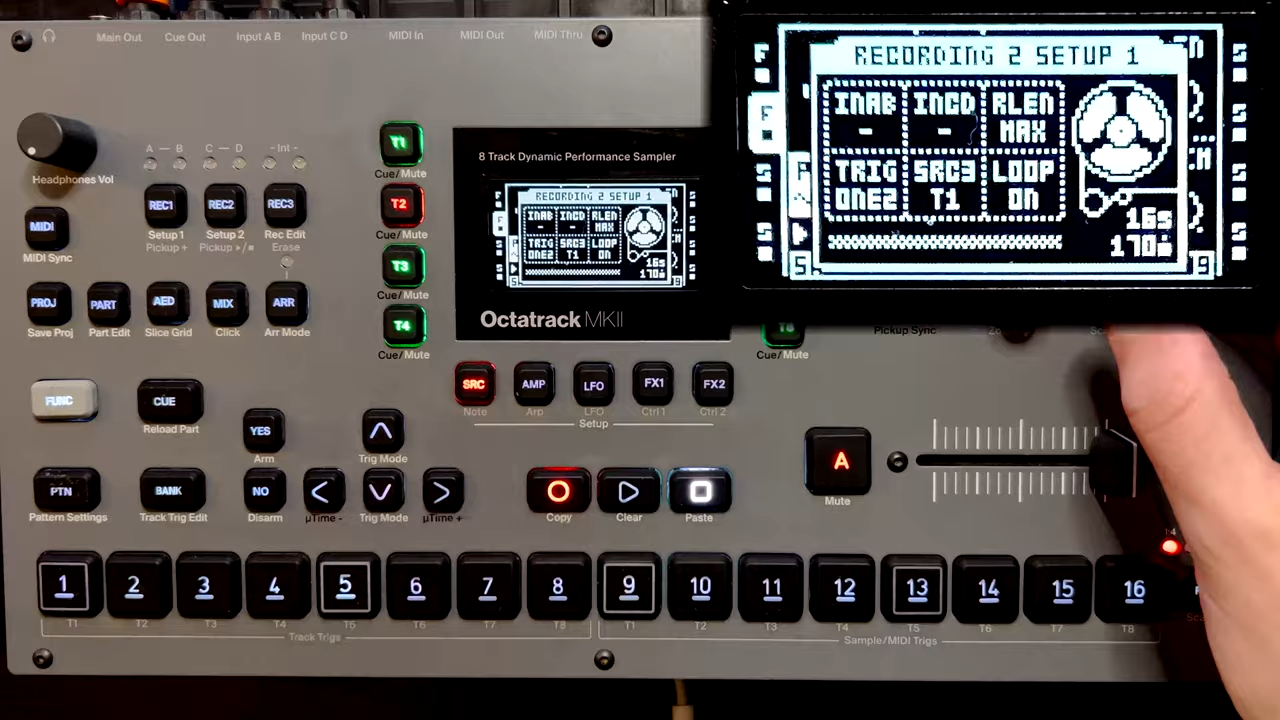 Main Out Cue Out Input A B Input C D MIDI In MIDI Out MIDI Thru
RECORDING 2 SETUP 1
INAB INCD RLEN
- - MAX
TRIG SRC3 LOOP
ONE2 T1 ON
16s
170
Headphones Vol
A — B C — D Int
REC1 REC2 REC3
Setup 1 Setup 2 Rec Edit
Pickup + Pickup ▸/■ Erase
MIDI
MIDI Sync
PROJ PART AED MIX ARR
Save Proj Part Edit Slice Grid Click Arr Mode
T1
Cue/Mute
T2
Cue/Mute
T3
Cue/Mute
T4
Cue/Mute
8 Track Dynamic Performance Sampler
RECORDING 2 SETUP 1
INAB INCD RLEN
- - MAX
TRIG SRC3 LOOP
ONE2 T1 ON
16s
170
Octatrack MKII
Cue/Mute
Pickup Sync
SRC AMP LFO FX1 FX2
Note Arp LFO Ctrl 1 Ctrl 2
Setup
FUNC CUE
Reload Part
YES
Arm Trig Mode
PTN BANK NO
Pattern Settings Track Trig Edit Disarm µTime - Trig Mode µTime +
Copy Clear Paste
A
Mute
1 2 3 4 5 6 7 8 9 10 11 12 13 14 15 16
T1 T2 T3 T4 T5 T6 T7 T8 T1 T2 T3 T4 T5 T6 T7 T8
Track Trigs Sample/MIDI Trigs